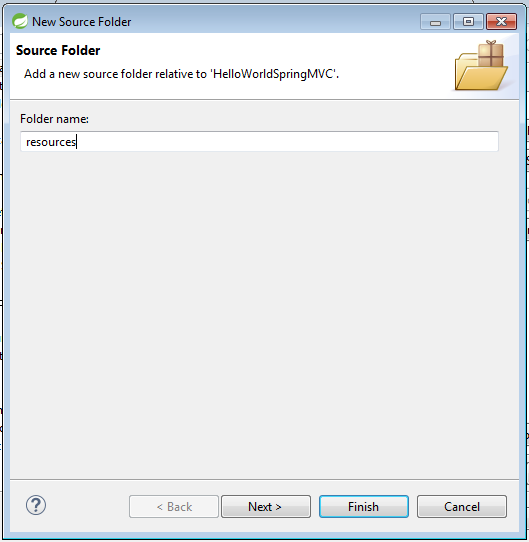 New Source Folder
Source Folder
Add a new source folder relative to 'HelloWorldSpringMVC'.
Folder name:
resources
? < Back Next > Finish Cancel